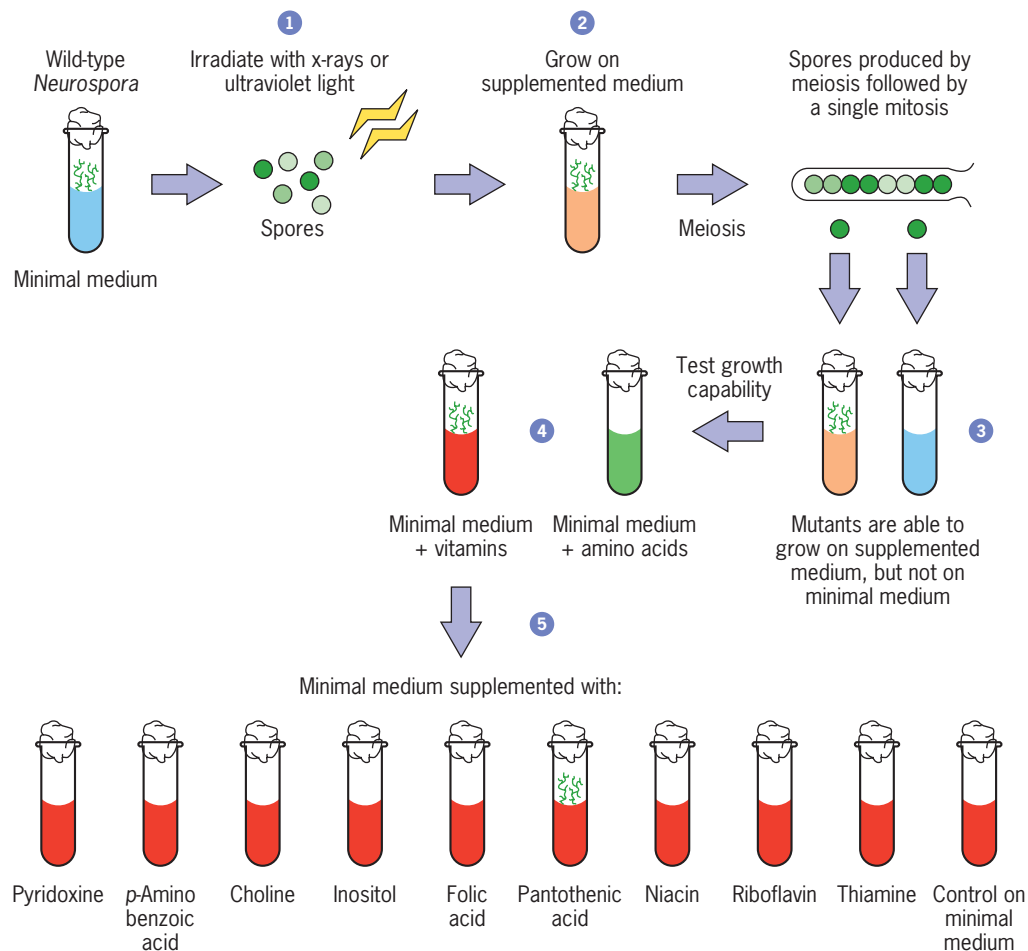 1
2
Wild-type
Neurospora
Irradiate with x-rays or
ultraviolet light
Grow on
supplemented medium
Spores produced by
meiosis followed by
a single mitosis
Spores
Meiosis
Minimal medium
Test growth
capability
4
3
Minimal medium
+ vitamins
Minimal medium
+ amino acids
Mutants are able to
grow on supplemented
medium, but not on
minimal medium
5
Minimal medium supplemented with:
Pyridoxine
p-Amino
benzoic
acid
Choline
Inositol
Folic
acid
Pantothenic
acid
Niacin
Riboflavin
Thiamine
Control on
minimal
medium